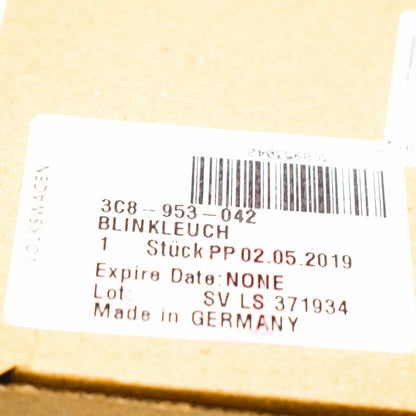 VOLKSWAGEN
3C8953042
3C8-953-042
BLINKLEUCH
1 Stück PP 02.05.2019
Expire Date: NONE
Lot: SV LS 371934
Made in GERMANY